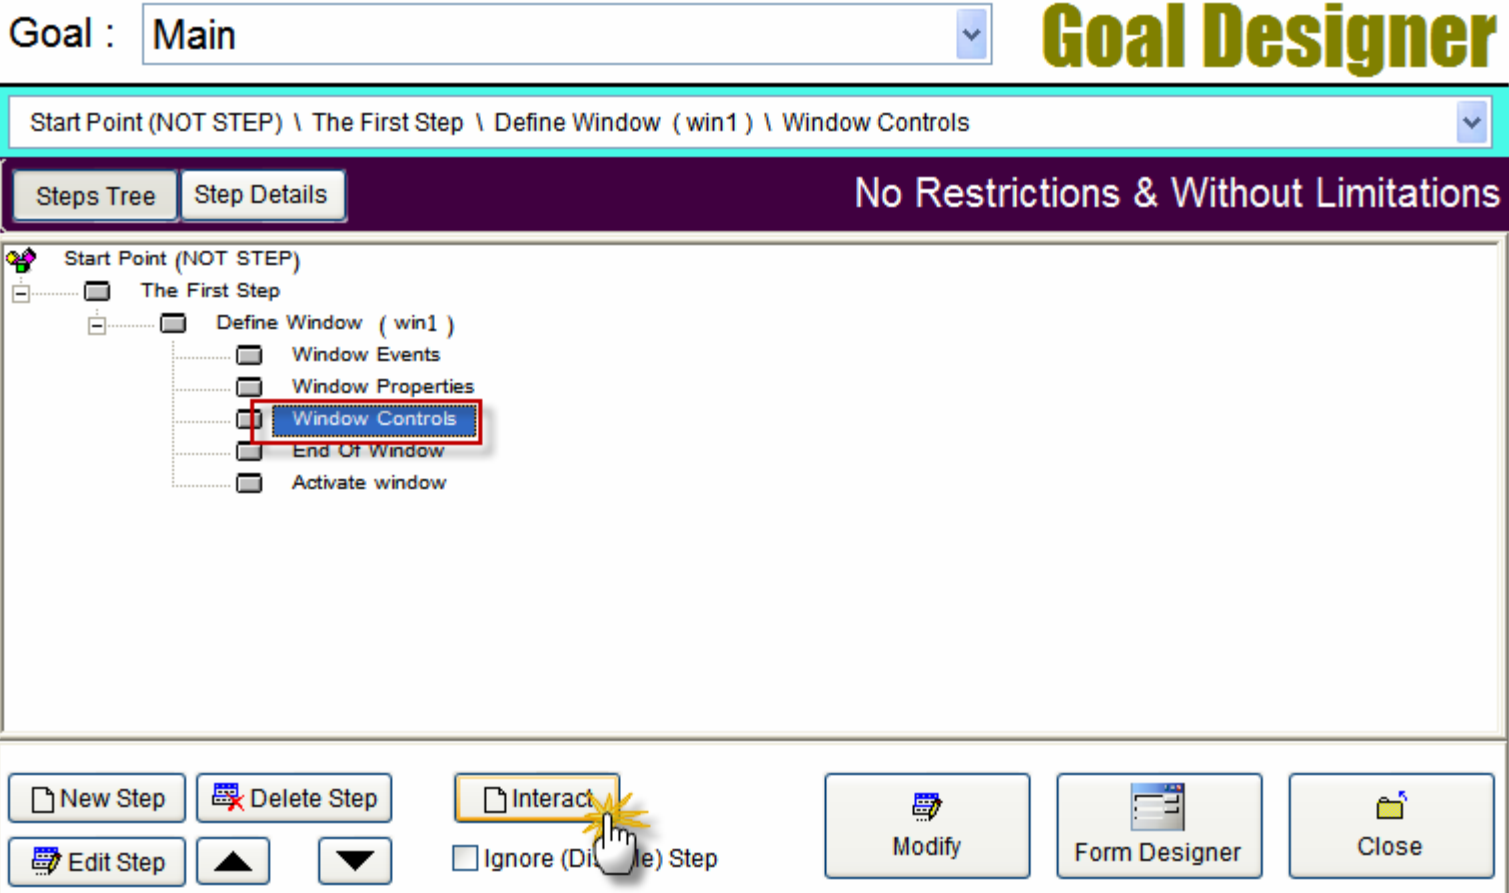 Goal : Main
Goal Designer
Start Point (NOT STEP) \ The First Step \ Define Window ( win1 ) \ Window Controls
Steps Tree
Step Details
No Restrictions & Without Limitations
Start Point (NOT STEP)
The First Step
Define Window ( win1 )
Window Events
Window Properties
Window Controls
End Of Window
Activate window
New Step
Delete Step
Interact
Edit Step
Ignore (Dis le) Step
Modify
Form Designer
Close